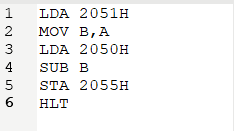 1 LDA 2051H
2 MOV B,A
3 LDA 2050H
4 SUB B
5 STA 2055H
6 HLT